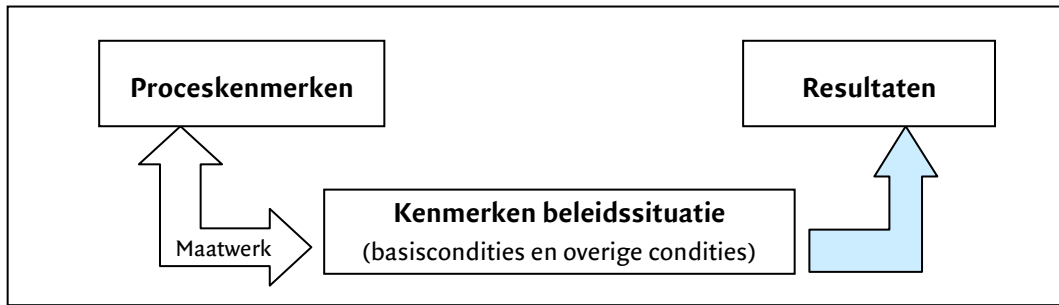 Proceskenmerken
Resultaten
Kenmerken beleidssituatie
(basiscondities en overige condities)
Maatwerk